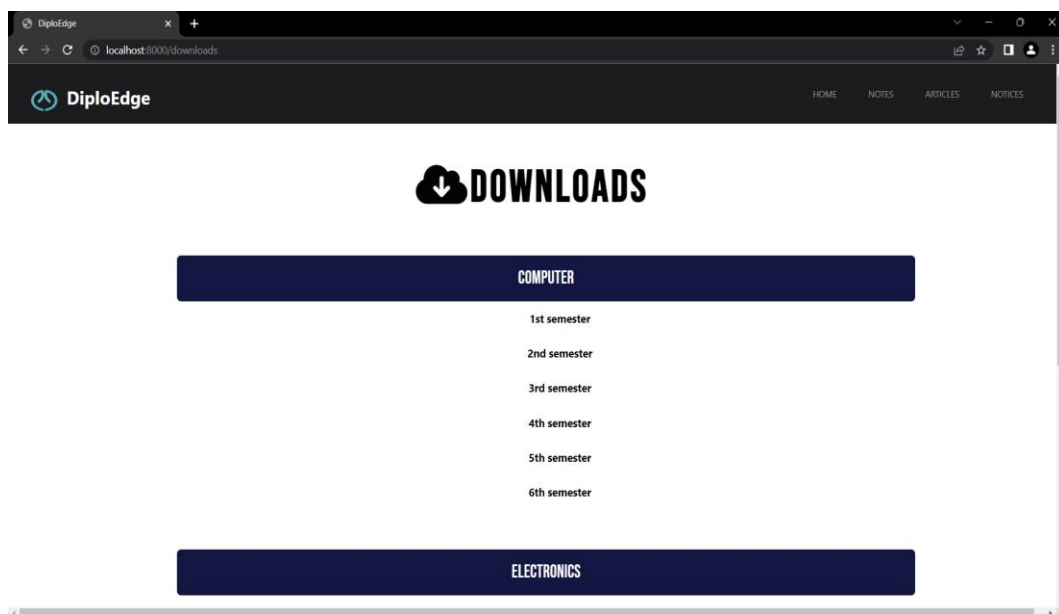 DiploEdge
localhost:8000/downloads
DiploEdge
HOME NOTES ARTICLES NOTICES
DOWNLOADS
COMPUTER
1st semester
2nd semester
3rd semester
4th semester
5th semester
6th semester
ELECTRONICS